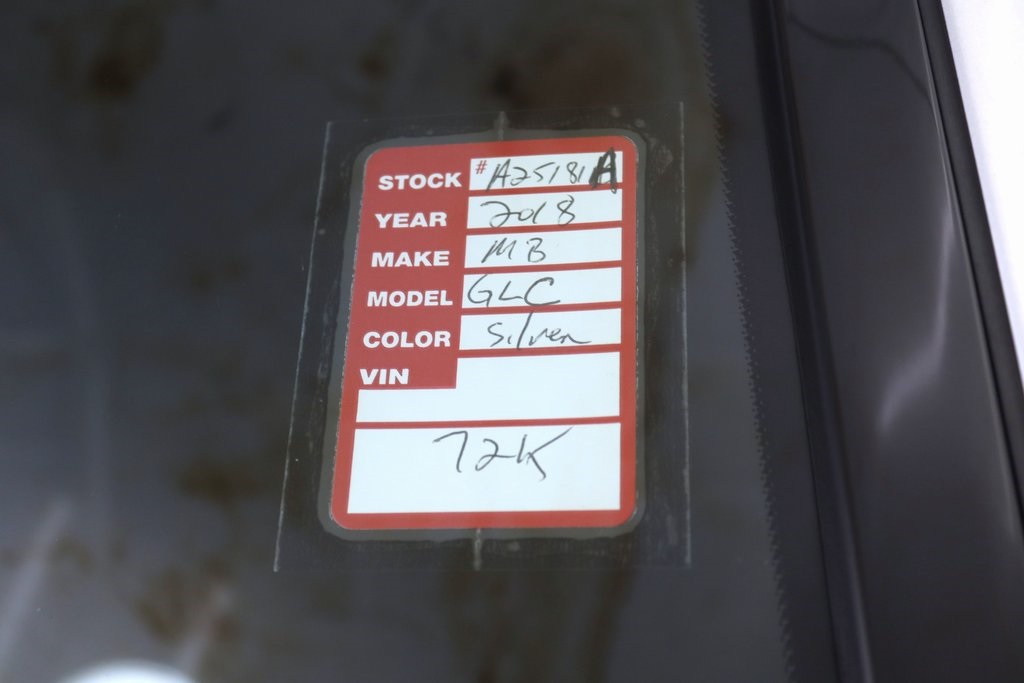 STOCK # A25181A
YEAR 2018
MAKE MB
MODEL GLC
COLOR Silver
VIN
72K